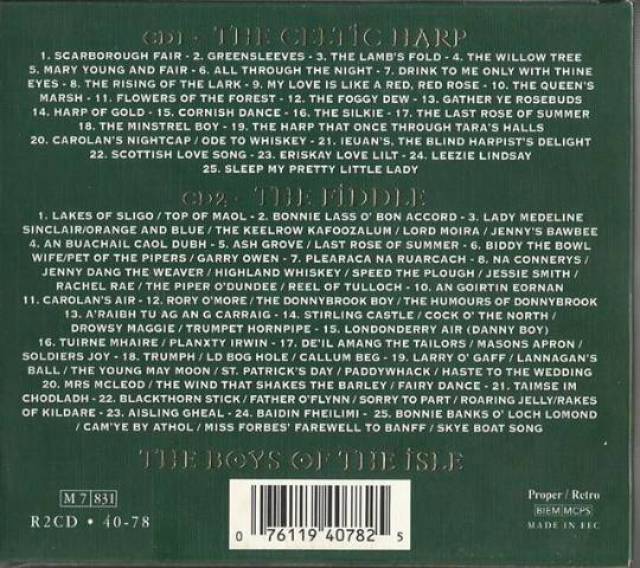 CD1 - THE CELTIC HARP
1. SCARBOROUGH FAIR - 2. GREENSLEEVES - 3. THE LAMB'S FOLD - 4. THE WILLOW TREE
5. MARY YOUNG AND FAIR - 6. ALL THROUGH THE NIGHT - 7. DRINK TO ME ONLY WITH THINE
EYES - 8. THE RISING OF THE LARK - 9. MY LOVE IS LIKE A RED, RED ROSE - 10. THE QUEEN'S
MARSH - 11. FLOWERS OF THE FOREST - 12. THE FOGGY DEW - 13. GATHER YE ROSEBUDS
14. HARP OF GOLD - 15. CORNISH DANCE - 16. THE SILKIE - 17. THE LAST ROSE OF SUMMER
18. THE MINSTREL BOY - 19. THE HARP THAT ONCE THROUGH TARA'S HALLS
20. CAROLAN'S NIGHTCAP / ODE TO WHISKEY - 21. IEUAN'S, THE BLIND HARPIST'S DELIGHT
22. SCOTTISH LOVE SONG - 23. ERISKAY LOVE LILT - 24. LEEZIE LINDSAY
25. SLEEP MY PRETTY LITTLE LADY
CD2 - THE FIDDLE
1. LAKES OF SLIGO / TOP OF MAOL - 2. BONNIE LASS O' BON ACCORD - 3. LADY MEDELINE
SINCLAIR/ORANGE AND BLUE / THE KEELROW KAFOOZALUM / LORD MOIRA / JENNY'S BAWBEE
4. AN BUACHAIL CAOL DUBH - 5. ASH GROVE / LAST ROSE OF SUMMER - 6. BIDDY THE BOWL
WIFE/PET OF THE PIPERS / GARRY OWEN - 7. PLEARACA NA RUARCACH - 8. NA CONNERYS /
JENNY DANG THE WEAVER / HIGHLAND WHISKEY / SPEED THE PLOUGH / JESSIE SMITH /
RACHEL RAE / THE PIPER O'DUNDEE / REEL OF TULLOCH - 10. AN GOIRTIN EORNAN
11. CAROLAN'S AIR - 12. RORY O'MORE / THE DONNYBROOK BOY / THE HUMOURS OF DONNYBROOK
13. A'RAIBH TU AG AN G CARRAIG - 14. STIRLING CASTLE / COCK O' THE NORTH /
DROWSY MAGGIE / TRUMPET HORNPIPE - 15. LONDONDERRY AIR (DANNY BOY)
16. TUIRNE MHAIRE / PLANXTY IRWIN - 17. DE'IL AMANG THE TAILORS / MASONS APRON /
SOLDIERS JOY - 18. TRUMPH / LD BOG HOLE / CALLUM BEG - 19. LARRY O' GAFF / LANNAGAN'S
BALL / THE YOUNG MAY MOON / ST. PATRICK'S DAY / PADDYWHACK / HASTE TO THE WEDDING
20. MRS MCLEOD / THE WIND THAT SHAKES THE BARLEY / FAIRY DANCE - 21. TAIMSE IM
CHODLADH - 22. BLACKTHORN STICK / FATHER O'FLYNN / SORRY TO PART / ROARING JELLY/RAKES
OF KILDARE - 23. AISLING GHEAL - 24. BAIDIN FHEILIMI - 25. BONNIE BANKS O' LOCH LOMOND
/ CAM'YE BY ATHOL / MISS FORBES' FAREWELL TO BANFF / SKYE BOAT SONG
THE BOYS OF THE ISLE
M 7 831
R2CD • 40-78
0 76119 40782 5
Proper / Retro
BIEM MCPS
MADE IN EEC